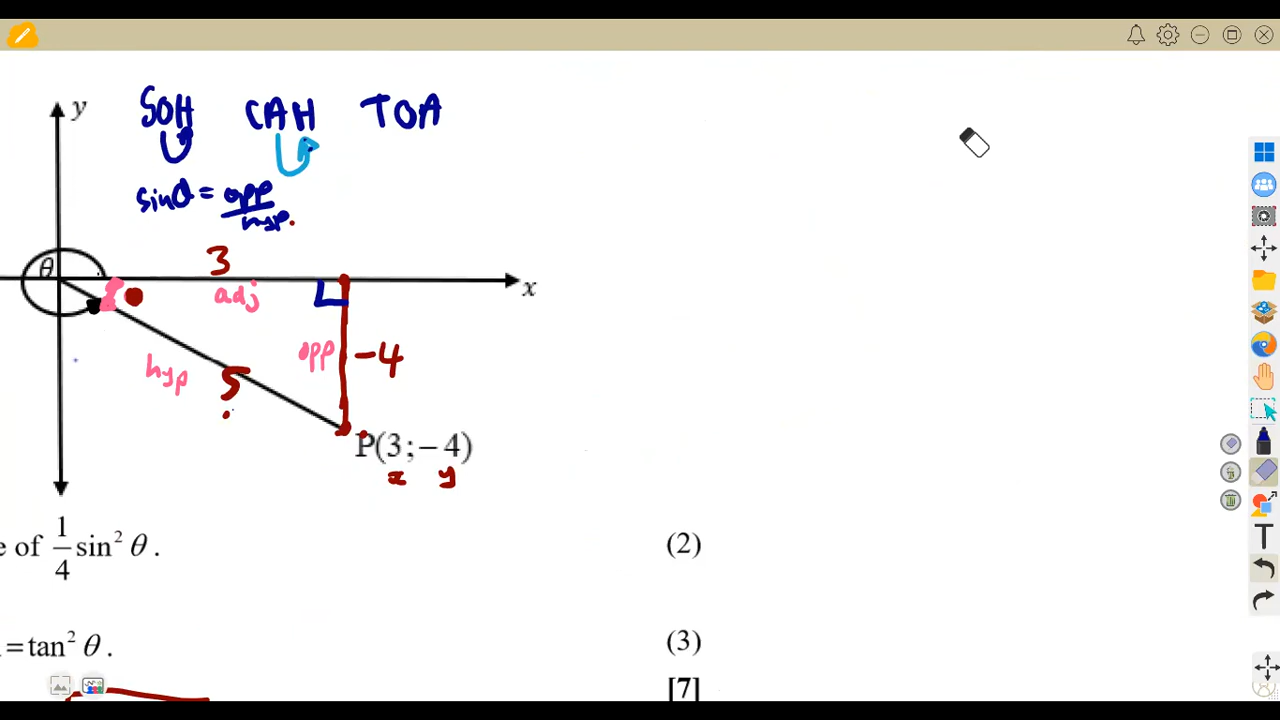 y
SOH CAH TOA
sinθ = opp/hyp.
θ
3
adj
x
opp
-4
hyp
5
P(3;−4)
x y
e of 1/4 sin² θ . (2)
= tan² θ . (3)
[7]
T